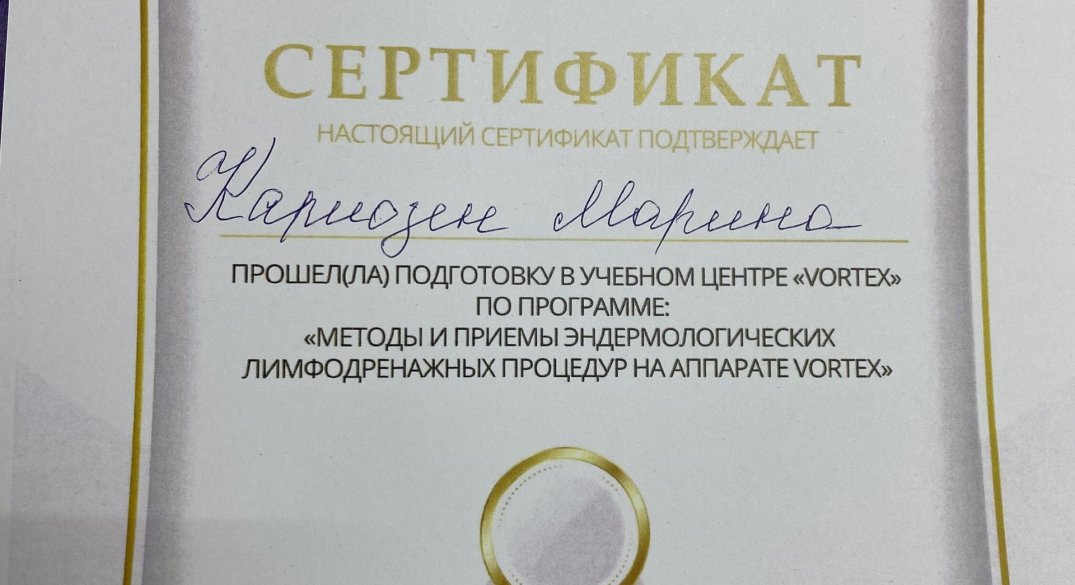 СЕРТИФИКАТ
НАСТОЯЩИЙ СЕРТИФИКАТ ПОДТВЕРЖДАЕТ
Марина
ПРОШЕЛ(ЛА) ПОДГОТОВКУ В УЧЕБНОМ ЦЕНТРЕ «VORTEX»
ПО ПРОГРАММЕ:
«МЕТОДЫ И ПРИЕМЫ ЭНДЕРМОЛОГИЧЕСКИХ
ЛИМФОДРЕНАЖНЫХ ПРОЦЕДУР НА АППАРАТЕ VORTEX»